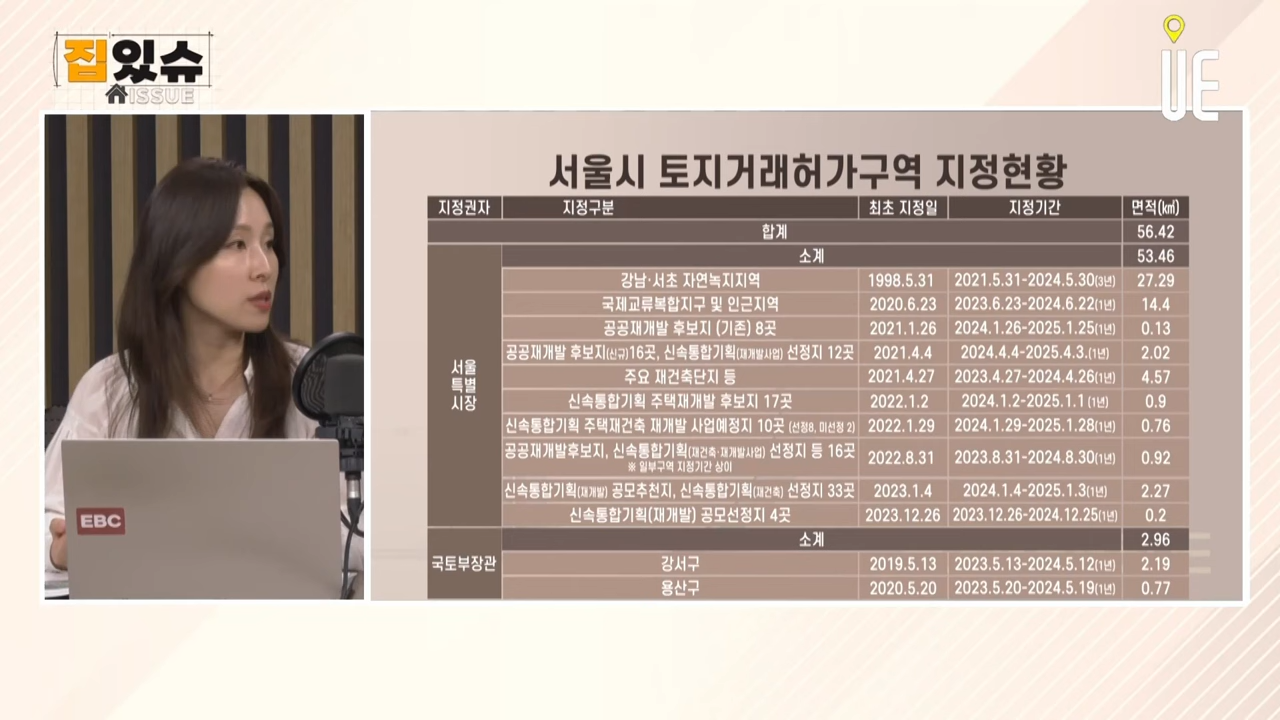 집있슈
ISSUE
UE
서울시 토지거래허가구역 지정현황
지정권자 지정구분 최초 지정일 지정기간 면적(㎢)
합계 56.42
소계 53.46
강남·서초 자연녹지지역 1998.5.31 2021.5.31-2024.5.30(3년) 27.29
국제교류복합지구 및 인근지역 2020.6.23 2023.6.23-2024.6.22(1년) 14.4
공공재개발 후보지 (기존) 8곳 2021.1.26 2024.1.26-2025.1.25(1년) 0.13
공공재개발 후보지(신규)16곳, 신속통합기획(재개발사업) 선정지 12곳 2021.4.4 2024.4.4-2025.4.3.(1년) 2.02
서울
특별
시장
주요 재건축단지 등 2021.4.27 2023.4.27-2024.4.26(1년) 4.57
신속통합기획 주택재개발 후보지 17곳 2022.1.2 2024.1.2-2025.1.1 (1년) 0.9
신속통합기획 주택재건축 재개발 사업예정지 10곳 (선정8, 미선정 2) 2022.1.29 2024.1.29-2025.1.28(1년) 0.76
공공재개발후보지, 신속통합기획(재건축·재개발사업) 선정지 등 16곳 2022.8.31 2023.8.31-2024.8.30(1년) 0.92
※ 일부구역 지정기간 상이
신속통합기획(재개발) 공모추천지, 신속통합기획(재건축) 선정지 33곳 2023.1.4 2024.1.4-2025.1.3(1년) 2.27
신속통합기획(재개발) 공모선정지 4곳 2023.12.26 2023.12.26-2024.12.25(1년) 0.2
소계 2.96
국토부장관 강서구 2019.5.13 2023.5.13-2024.5.12(1년) 2.19
용산구 2020.5.20 2023.5.20-2024.5.19(1년) 0.77
EBC